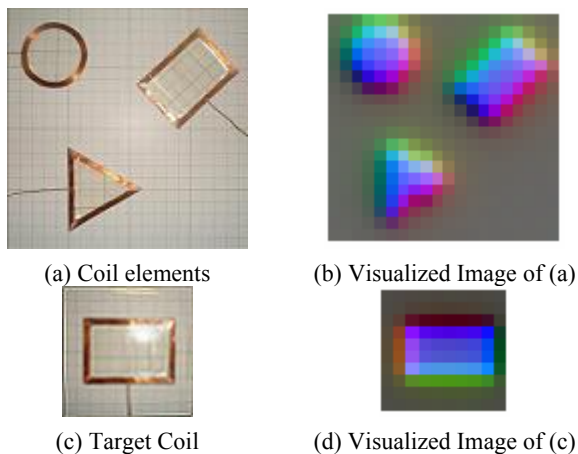 (a) Coil elements
(b) Visualized Image of (a)
(c) Target Coil
(d) Visualized Image of (c)